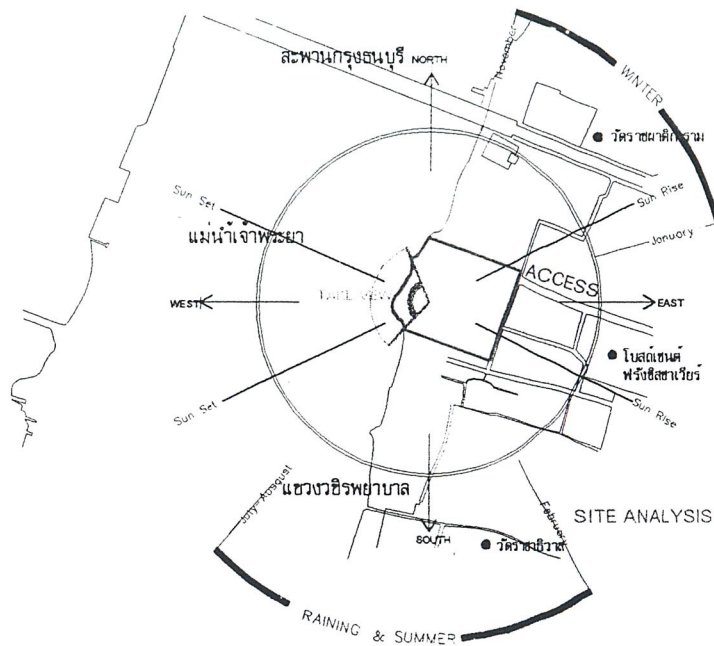 สะพานกรุงธนบุรี
NORTH
November
WINTER
วัดราชผาติการาม
Sun Set
Sun Rise
แม่น้ำเจ้าพระยา
January
ACCESS
WEST
EAST
โบสถ์เซนต์
ฟรังซิสซาเวียร์
Sun Set
Sun Rise
แขวงวชิรพยาบาล
February
SITE ANALYSIS
SOUTH
วัดราชาธิวาส
RAINING & SUMMER